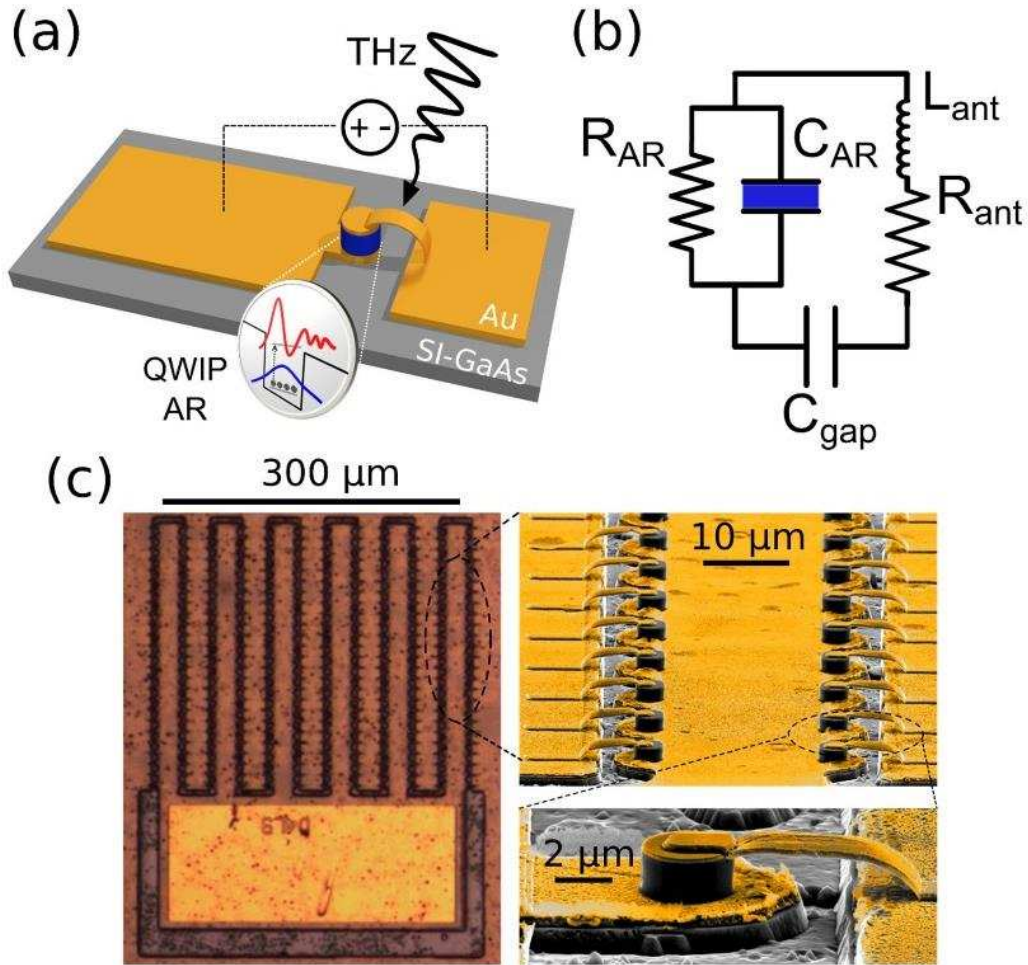 (a)
THz
+ -
Au
SI-GaAs
QWIP
AR
(b)
R_AR
C_AR
L_ant
R_ant
C_gap
(c)
300 µm
10 µm
2 µm